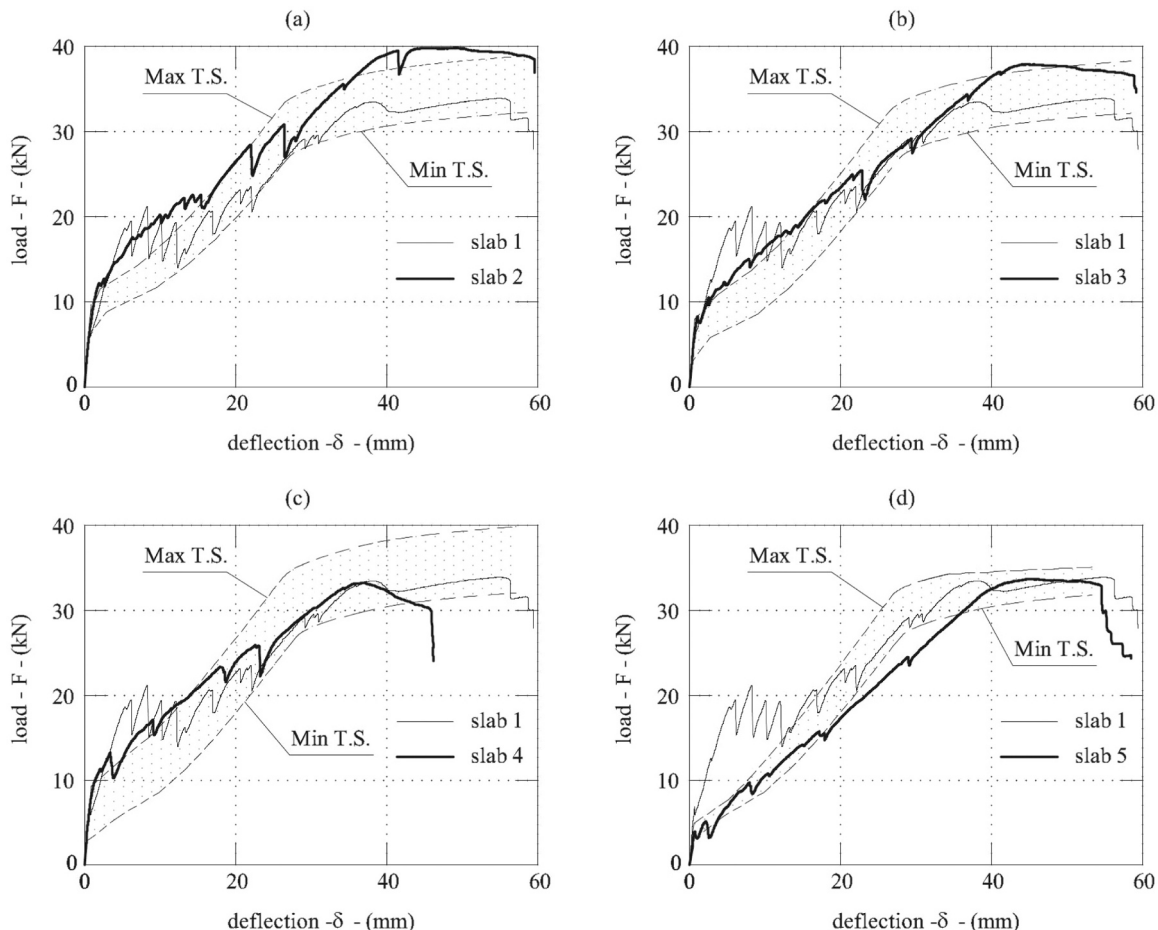 (a)
40
30
20
10
0
load - F - (kN)
Max T.S.
Min T.S.
slab 1
slab 2
0 20 40 60
deflection -δ - (mm)
(b)
40
30
20
10
0
load - F - (kN)
Max T.S.
Min T.S.
slab 1
slab 3
0 20 40 60
deflection -δ - (mm)
(c)
40
30
20
10
0
load - F - (kN)
Max T.S.
Min T.S.
slab 1
slab 4
0 20 40 60
deflection -δ - (mm)
(d)
40
30
20
10
0
load - F - (kN)
Max T.S.
Min T.S.
slab 1
slab 5
0 20 40 60
deflection -δ - (mm)